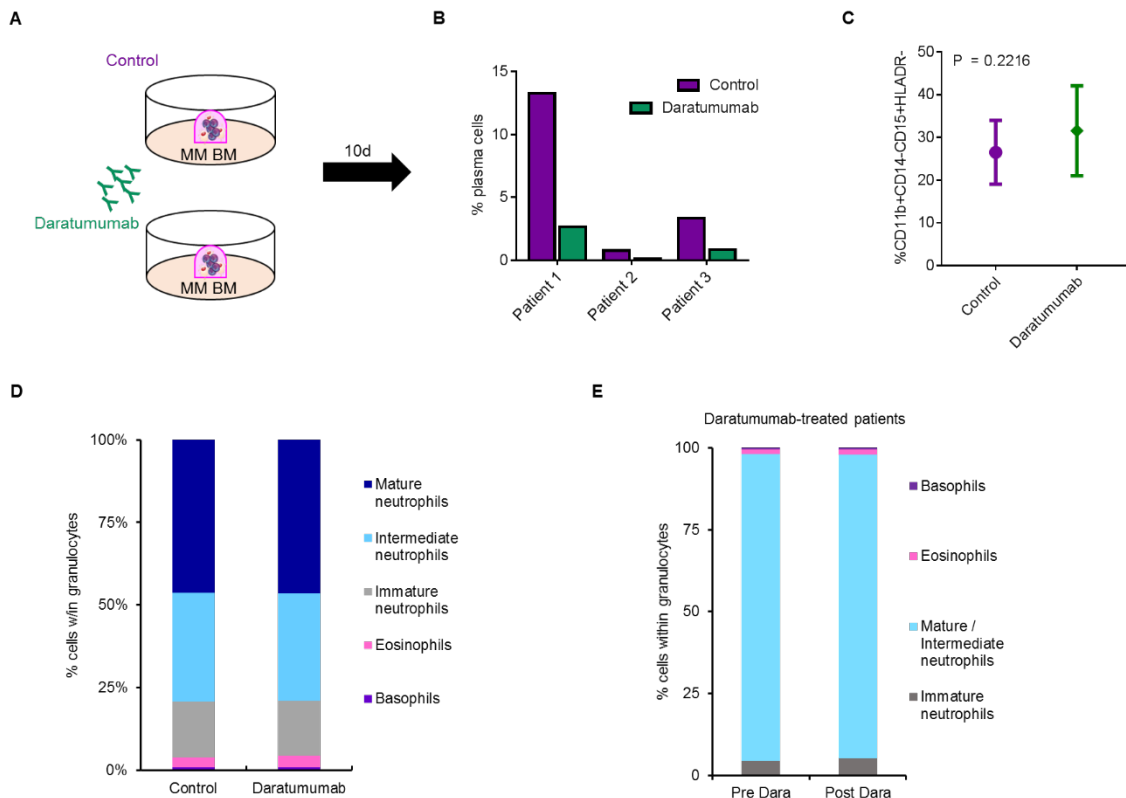 A
Control
MM BM
Daratumumab
MM BM
10d
B
% plasma cells
15
10
5
0
Control
Daratumumab
Patient 1
Patient 2
Patient 3
C
%CD11b+CD14-CD15+HLADR-
50
40
30
20
10
0
P = 0.2216
Control
Daratumumab
D
% cells w/in granulocytes
100%
75%
50%
25%
0%
Control
Daratumumab
Mature
neutrophils
Intermediate
neutrophils
Immature
neutrophils
Eosinophils
Basophils
E
Daratumumab-treated patients
% cells within granulocytes
100
75
50
25
0
Pre Dara
Post Dara
Basophils
Eosinophils
Mature /
Intermediate
neutrophils
Immature
neutrophils